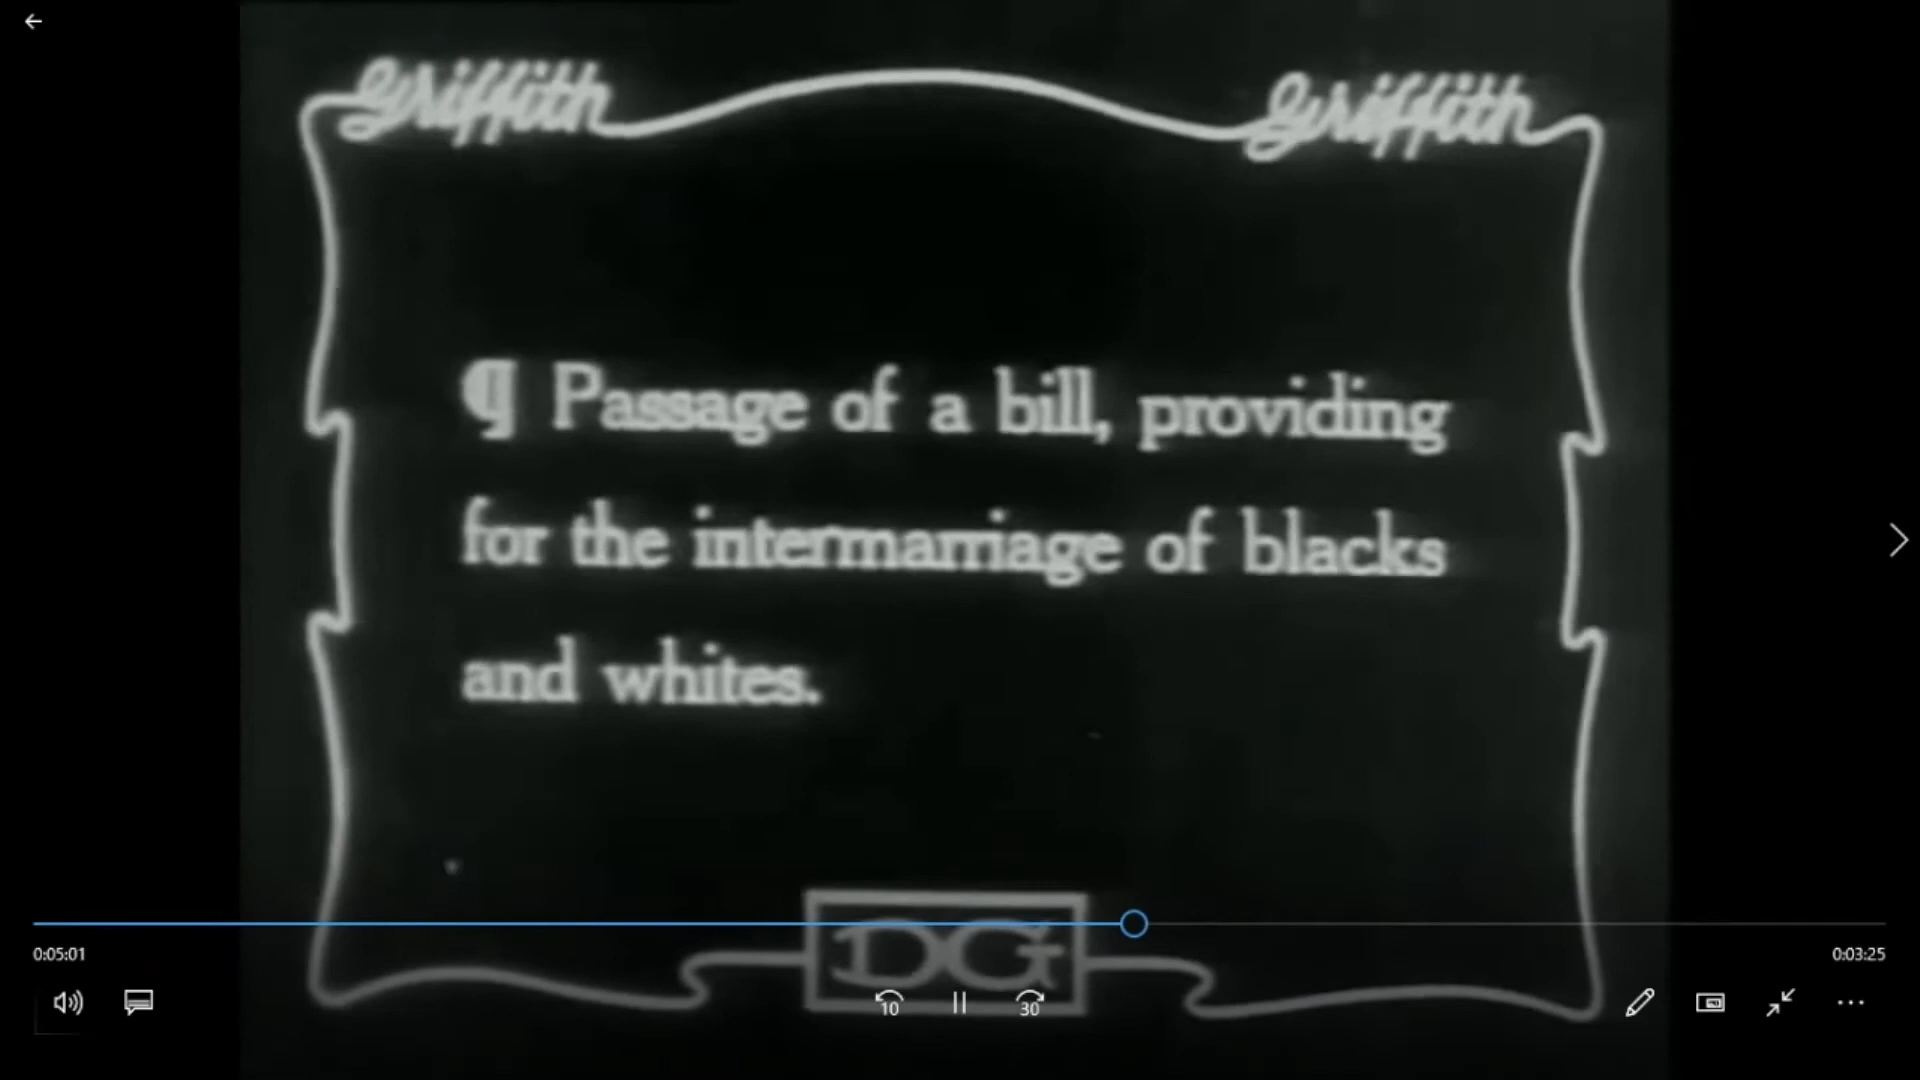 Griffith Griffith
¶ Passage of a bill, providing
for the intermarriage of blacks
and whites.
DG
0:05:01 0:03:25
10 30